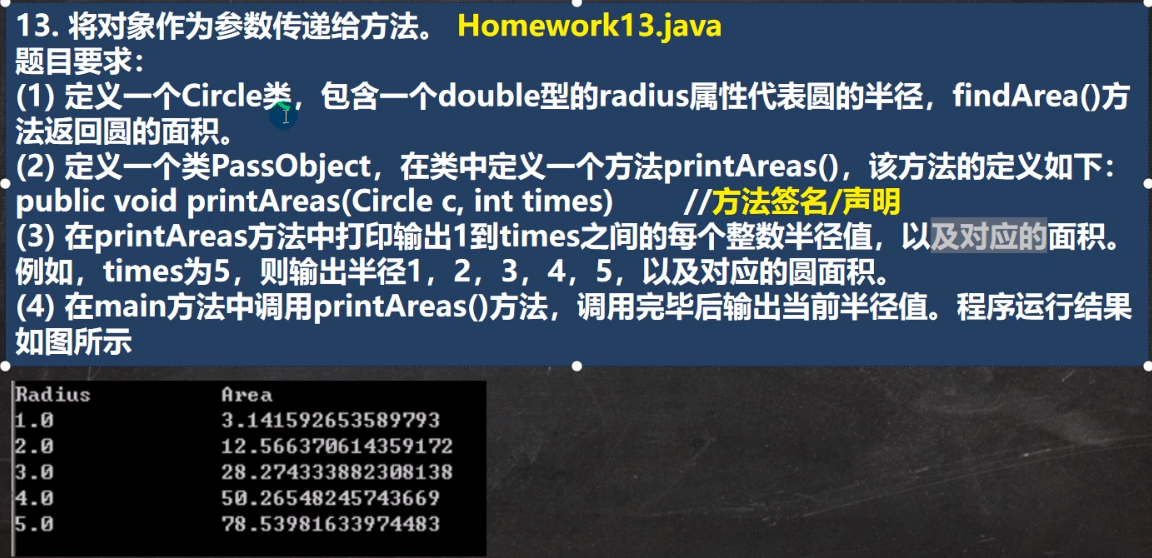 13. 将对象作为参数传递给方法。 Homework13.java
题目要求：
(1) 定义一个Circle类，包含一个double型的radius属性代表圆的半径，findArea()方
法返回圆的面积。
(2) 定义一个类PassObject，在类中定义一个方法printAreas()，该方法的定义如下：
public void printAreas(Circle c, int times) //方法签名/声明
(3) 在printAreas方法中打印输出1到times之间的每个整数半径值，以及对应的面积。
例如，times为5，则输出半径1，2，3，4，5，以及对应的圆面积。
(4) 在main方法中调用printAreas()方法，调用完毕后输出当前半径值。程序运行结果
如图所示
Radius Area
1.0 3.141592653589793
2.0 12.566370614359172
3.0 28.274333882308138
4.0 50.26548245743669
5.0 78.53981633974483